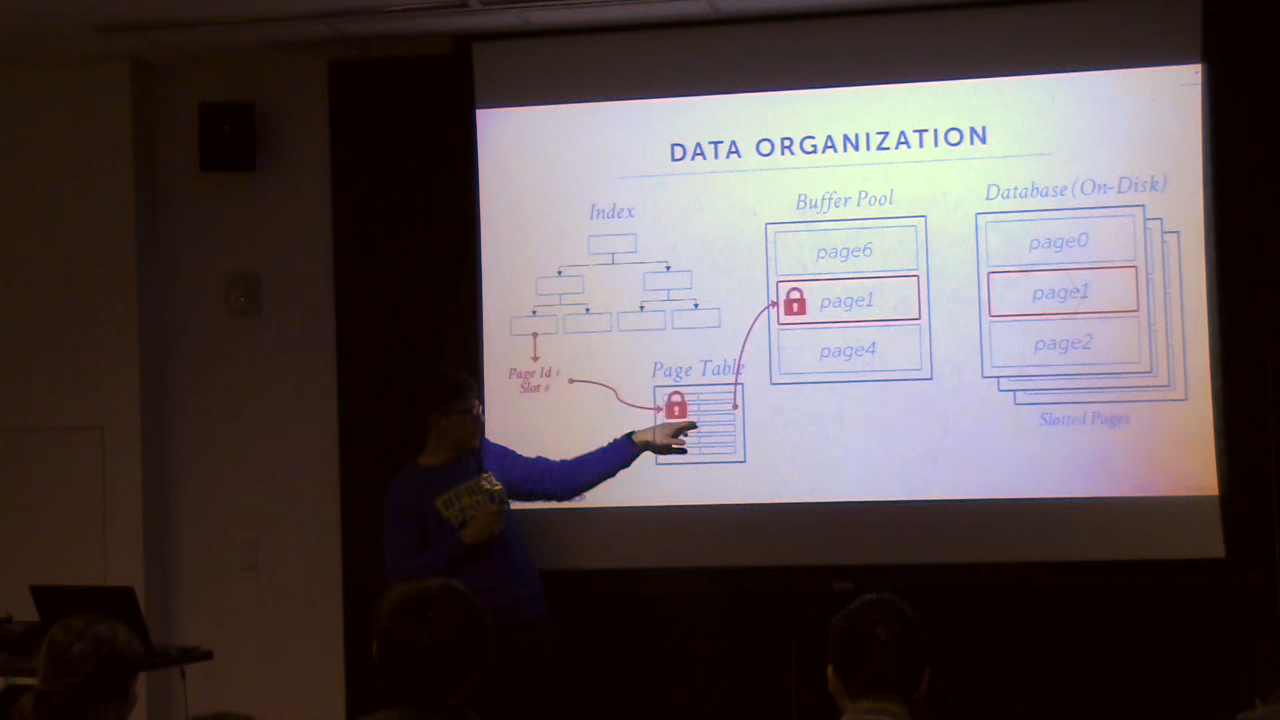 DATA ORGANIZATION
Index
Buffer Pool
Database (On-Disk)
page6
page1
page4
page0
page1
page2
Page Id +
Slot #
Page Table
Slotted Pages